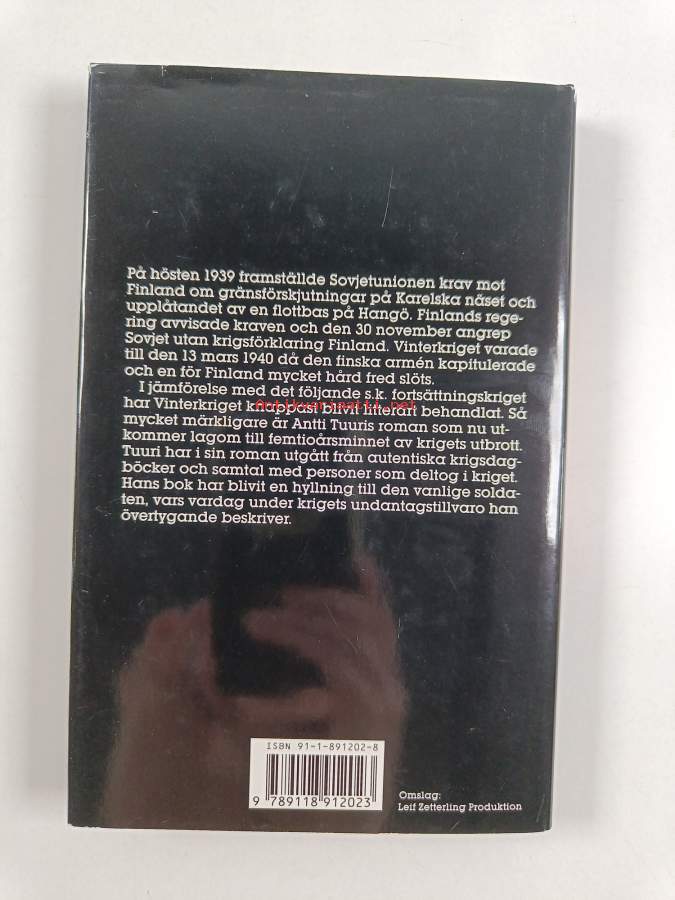 På hösten 1939 framställde Sovjetunionen krav mot
Finland om gränsförskjutningar på Karelska näset och
upplåtandet av en flottbas på Hangö. Finlands rege-
ring avvisade kraven och den 30 november angrep
Sovjet utan krigsförklaring Finland. Vinterkriget varade
till den 13 mars 1940 då den finska armén kapitulerade
och en för Finland mycket hård fred slöts.
I jämförelse med det följande s.k. fortsättningskriget
har Vinterkriget knappast blivit litterärt behandlat. Så
mycket märkligare är Antti Tuuris roman som nu ut-
kommer lagom till femtioårsminnet av krigets utbrott.
Tuuri har i sin roman utgått från autentiska krigsdag-
böcker och samtal med personer som deltog i kriget.
Hans bok har blivit en hyllning till den vanlige solda-
ten, vars vardag under krigets undantagstillvaro han
övertygande beskriver.
ISBN 91-1-891202-8
9 789118 912023
Omslag:
Leif Zetterling Produktion